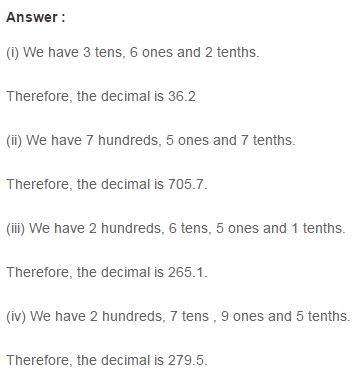 Answer :
(i) We have 3 tens, 6 ones and 2 tenths.
Therefore, the decimal is 36.2
(ii) We have 7 hundreds, 5 ones and 7 tenths.
Therefore, the decimal is 705.7.
(iii) We have 2 hundreds, 6 tens, 5 ones and 1 tenths.
Therefore, the decimal is 265.1.
(iv) We have 2 hundreds, 7 tens , 9 ones and 5 tenths.
Therefore, the decimal is 279.5.